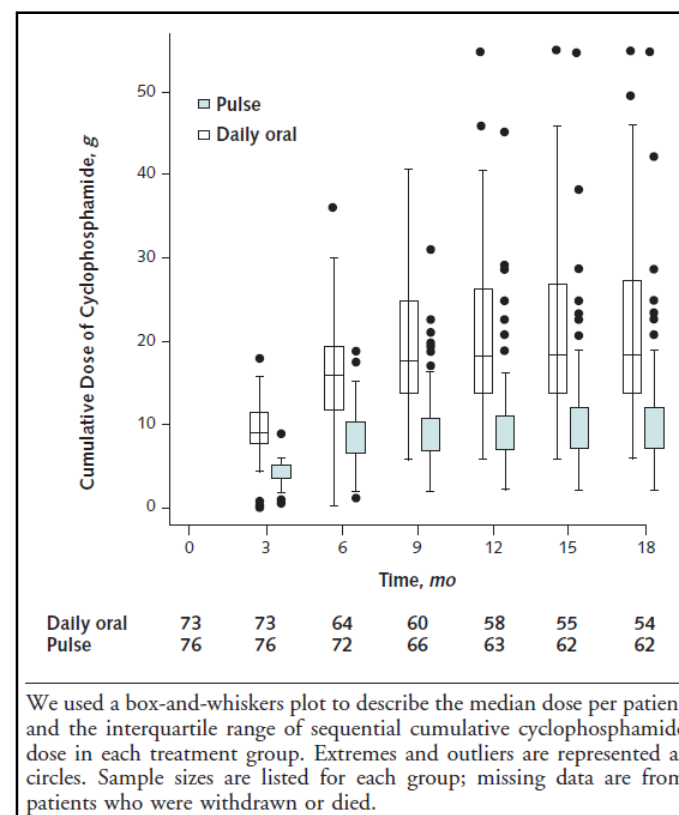 Cumulative Dose of Cyclophosphamide, g
50
40
30
20
10
0
Pulse
Daily oral
0 3 6 9 12 15 18
Time, mo
Daily oral 73 73 64 60 58 55 54
Pulse 76 76 72 66 63 62 62
We used a box-and-whiskers plot to describe the median dose per patien
and the interquartile range of sequential cumulative cyclophosphamide
dose in each treatment group. Extremes and outliers are represented a
circles. Sample sizes are listed for each group; missing data are from
patients who were withdrawn or died.